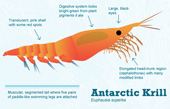 Digestive system looks
bright green from plant
pigments it ate
Large, black
eyes
Translucent, pink shell
with some red spots
Elongated head-trunk region
(cephalothorax) with many
modified limbs
Muscular, segmented tail where five pairs
of paddle-like swimming legs are attached
Antarctic Krill
Euphausia superba